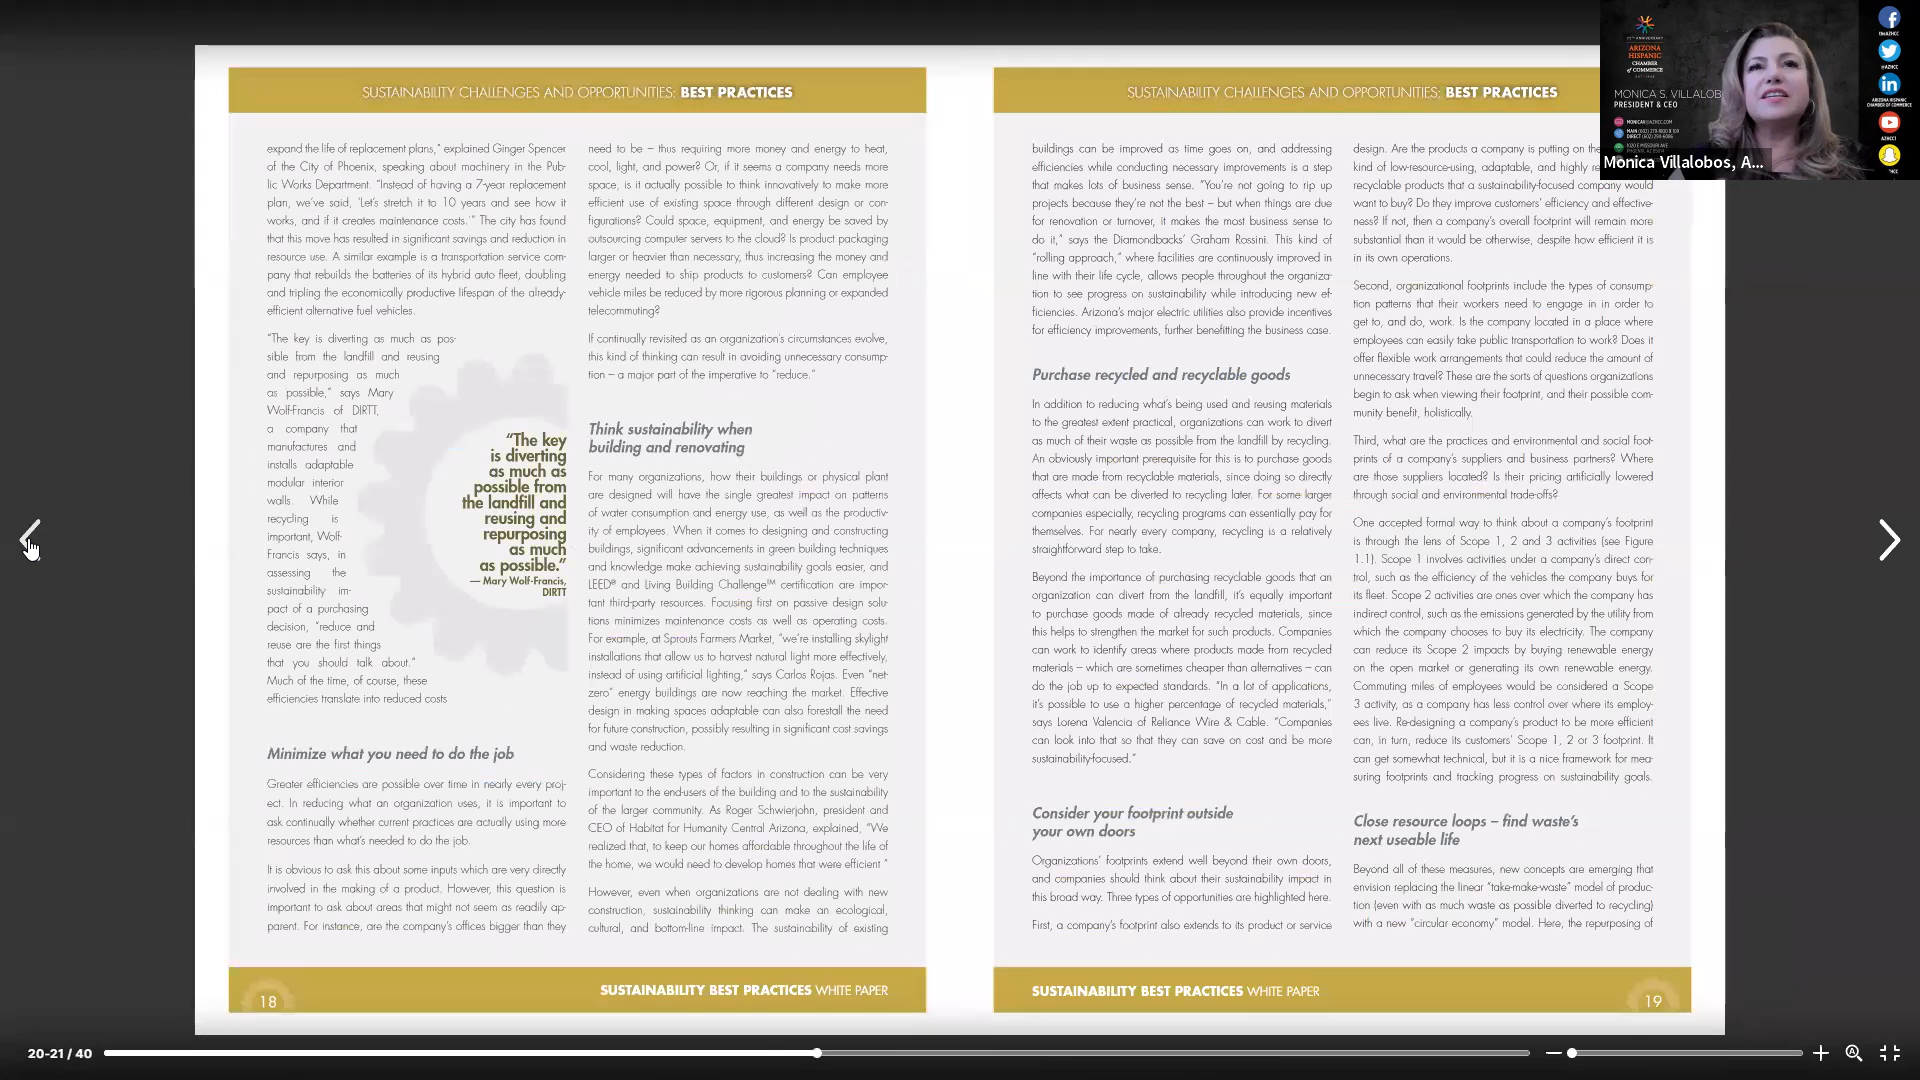 SUSTAINABILITY CHALLENGES AND OPPORTUNITIES: BEST PRACTICES
expand the life of replacement plans,” explained Ginger Spencer
of the City of Phoenix, speaking about machinery in the Pub-
lic Works Department. “Instead of having a 7-year replacement
plan, we’ve said, ‘Let’s stretch it to 10 years and see how it
works, and if it creates maintenance costs.’” The city has found
that this move has resulted in significant savings and reduction in
resource use. A similar example is a transportation service com-
pany that rebuilds the batteries of its hybrid auto fleet, doubling
and tripling the economically productive lifespan of the already-
efficient alternative fuel vehicles.
“The key is diverting as much as pos-
sible from the landfill and reusing
and repurposing as much
as possible,” says Mary
Wolf-Francis of DIRTT,
a company that
manufactures and
installs adaptable
modular interior
walls. While
recycling is
important, Wolf-
Francis says, in
assessing the
sustainability im-
pact of a purchasing
decision, “reduce and
reuse are the first things
that you should talk about.”
Much of the time, of course, these
efficiencies translate into reduced costs
“The key
is diverting
as much as
possible from
the landfill and
reusing and
repurposing
as much
as possible.”
— Mary Wolf-Francis,
DIRTT
Minimize what you need to do the job
Greater efficiencies are possible over time in nearly every proj-
ect. In reducing what an organization uses, it is important to
ask continually whether current practices are actually using more
resources than what’s needed to do the job.
It is obvious to ask this about some inputs which are very directly
involved in the making of a product. However, this question is
important to ask about areas that might not seem as readily ap-
parent. For instance, are the company’s offices bigger than they
need to be – thus requiring more money and energy to heat,
cool, light, and power? Or, if it seems a company needs more
space, is it actually possible to think innovatively to make more
efficient use of existing space through different design or con-
figurations? Could space, equipment, and energy be saved by
outsourcing computer servers to the cloud? Is product packaging
larger or heavier than necessary, thus increasing the money and
energy needed to ship products to customers? Can employee
vehicle miles be reduced by more rigorous planning or expanded
telecommuting?
If continually revisited as an organization’s circumstances evolve,
this kind of thinking can result in avoiding unnecessary consump-
tion – a major part of the imperative to “reduce.”
Think sustainability when
building and renovating
For many organizations, how their buildings or physical plant
are designed will have the single greatest impact on patterns
of water consumption and energy use, as well as the productiv-
ity of employees. When it comes to designing and constructing
buildings, significant advancements in green building techniques
and knowledge make achieving sustainability goals easier, and
LEED® and Living Building Challenge™ certification are impor-
tant third-party resources. Focusing first on passive design solu-
tions minimizes maintenance costs as well as operating costs.
For example, at Sprouts Farmers Market, “we’re installing skylight
installations that allow us to harvest natural light more effectively,
instead of using artificial lighting,” says Carlos Rojas. Even “net-
zero” energy buildings are now reaching the market. Effective
design in making spaces adaptable can also forestall the need
for future construction, possibly resulting in significant cost savings
and waste reduction.
Considering these types of factors in construction can be very
important to the end-users of the building and to the sustainability
of the larger community. As Roger Schwierjohn, president and
CEO of Habitat for Humanity Central Arizona, explained, “We
realized that, to keep our homes affordable throughout the life of
the home, we would need to develop homes that were efficient ”
However, even when organizations are not dealing with new
construction, sustainability thinking can make an ecological,
cultural, and bottom-line impact. The sustainability of existing
18
SUSTAINABILITY BEST PRACTICES WHITE PAPER
SUSTAINABILITY CHALLENGES AND OPPORTUNITIES: BEST PRACTICES
buildings can be improved as time goes on, and addressing
efficiencies while conducting necessary improvements is a step
that makes lots of business sense. “You’re not going to rip up
projects because they’re not the best – but when things are due
for renovation or turnover, it makes the most business sense to
do it,” says the Diamondbacks’ Graham Rossini. This kind of
“rolling approach,” where facilities are continuously improved in
line with their life cycle, allows people throughout the organiza-
tion to see progress on sustainability while introducing new ef-
ficiencies. Arizona’s major electric utilities also provide incentives
for efficiency improvements, further benefitting the business case.
Purchase recycled and recyclable goods
In addition to reducing what’s being used and reusing materials
to the greatest extent practical, organizations can work to divert
as much of their waste as possible from the landfill by recycling.
An obviously important prerequisite for this is to purchase goods
that are made from recyclable materials, since doing so directly
affects what can be diverted to recycling later. For some larger
companies especially, recycling programs can essentially pay for
themselves. For nearly every company, recycling is a relatively
straightforward step to take.
Beyond the importance of purchasing recyclable goods that an
organization can divert from the landfill, it’s equally important
to purchase goods made of already recycled materials, since
this helps to strengthen the market for such products. Companies
can work to identify areas where products made from recycled
materials – which are sometimes cheaper than alternatives – can
do the job up to expected standards. “In a lot of applications,
it’s possible to use a higher percentage of recycled materials,”
says Lorena Valencia of Reliance Wire & Cable. “Companies
can look into that so that they can save on cost and be more
sustainability-focused.”
Consider your footprint outside
your own doors
Organizations’ footprints extend well beyond their own doors,
and companies should think about their sustainability impact in
this broad way. Three types of opportunities are highlighted here.
First, a company’s footprint also extends to its product or service
design. Are the products a company is putting on the
kind of low-resource-using, adaptable, and highly re
recyclable products that a sustainability-focused company would
want to buy? Do they improve customers’ efficiency and effective-
ness? If not, then a company’s overall footprint will remain more
substantial than it would be otherwise, despite how efficient it is
in its own operations.
Second, organizational footprints include the types of consump-
tion patterns that their workers need to engage in in order to
get to, and do, work. Is the company located in a place where
employees can easily take public transportation to work? Does it
offer flexible work arrangements that could reduce the amount of
unnecessary travel? These are the sorts of questions organizations
begin to ask when viewing their footprint, and their possible com-
munity benefit, holistically.
Third, what are the practices and environmental and social foot-
prints of a company’s suppliers and business partners? Where
are those suppliers located? Is their pricing artificially lowered
through social and environmental trade-offs?
One accepted formal way to think about a company’s footprint
is through the lens of Scope 1, 2 and 3 activities (see Figure
1.1). Scope 1 involves activities under a company’s direct con-
trol, such as the efficiency of the vehicles the company buys for
its fleet. Scope 2 activities are ones over which the company has
indirect control, such as the emissions generated by the utility from
which the company chooses to buy its electricity. The company
can reduce its Scope 2 impacts by buying renewable energy
on the open market or generating its own renewable energy.
Commuting miles of employees would be considered a Scope
3 activity, as a company has less control over where its employ-
ees live. Re-designing a company’s product to be more efficient
can, in turn, reduce its customers’ Scope 1, 2 or 3 footprint. It
can get somewhat technical, but it is a nice framework for mea-
suring footprints and tracking progress on sustainability goals.
Close resource loops – find waste’s
next useable life
Beyond all of these measures, new concepts are emerging that
envision replacing the linear “take-make-waste” model of produc-
tion (even with as much waste as possible diverted to recycling)
with a new “circular economy” model. Here, the repurposing of
SUSTAINABILITY BEST PRACTICES WHITE PAPER
19
ARIZONA
HISPANIC
CHAMBER
of COMMERCE
MONICA S. VILLALOB
PRESIDENT & CEO
Monica Villalobos, A...
20-21 / 40